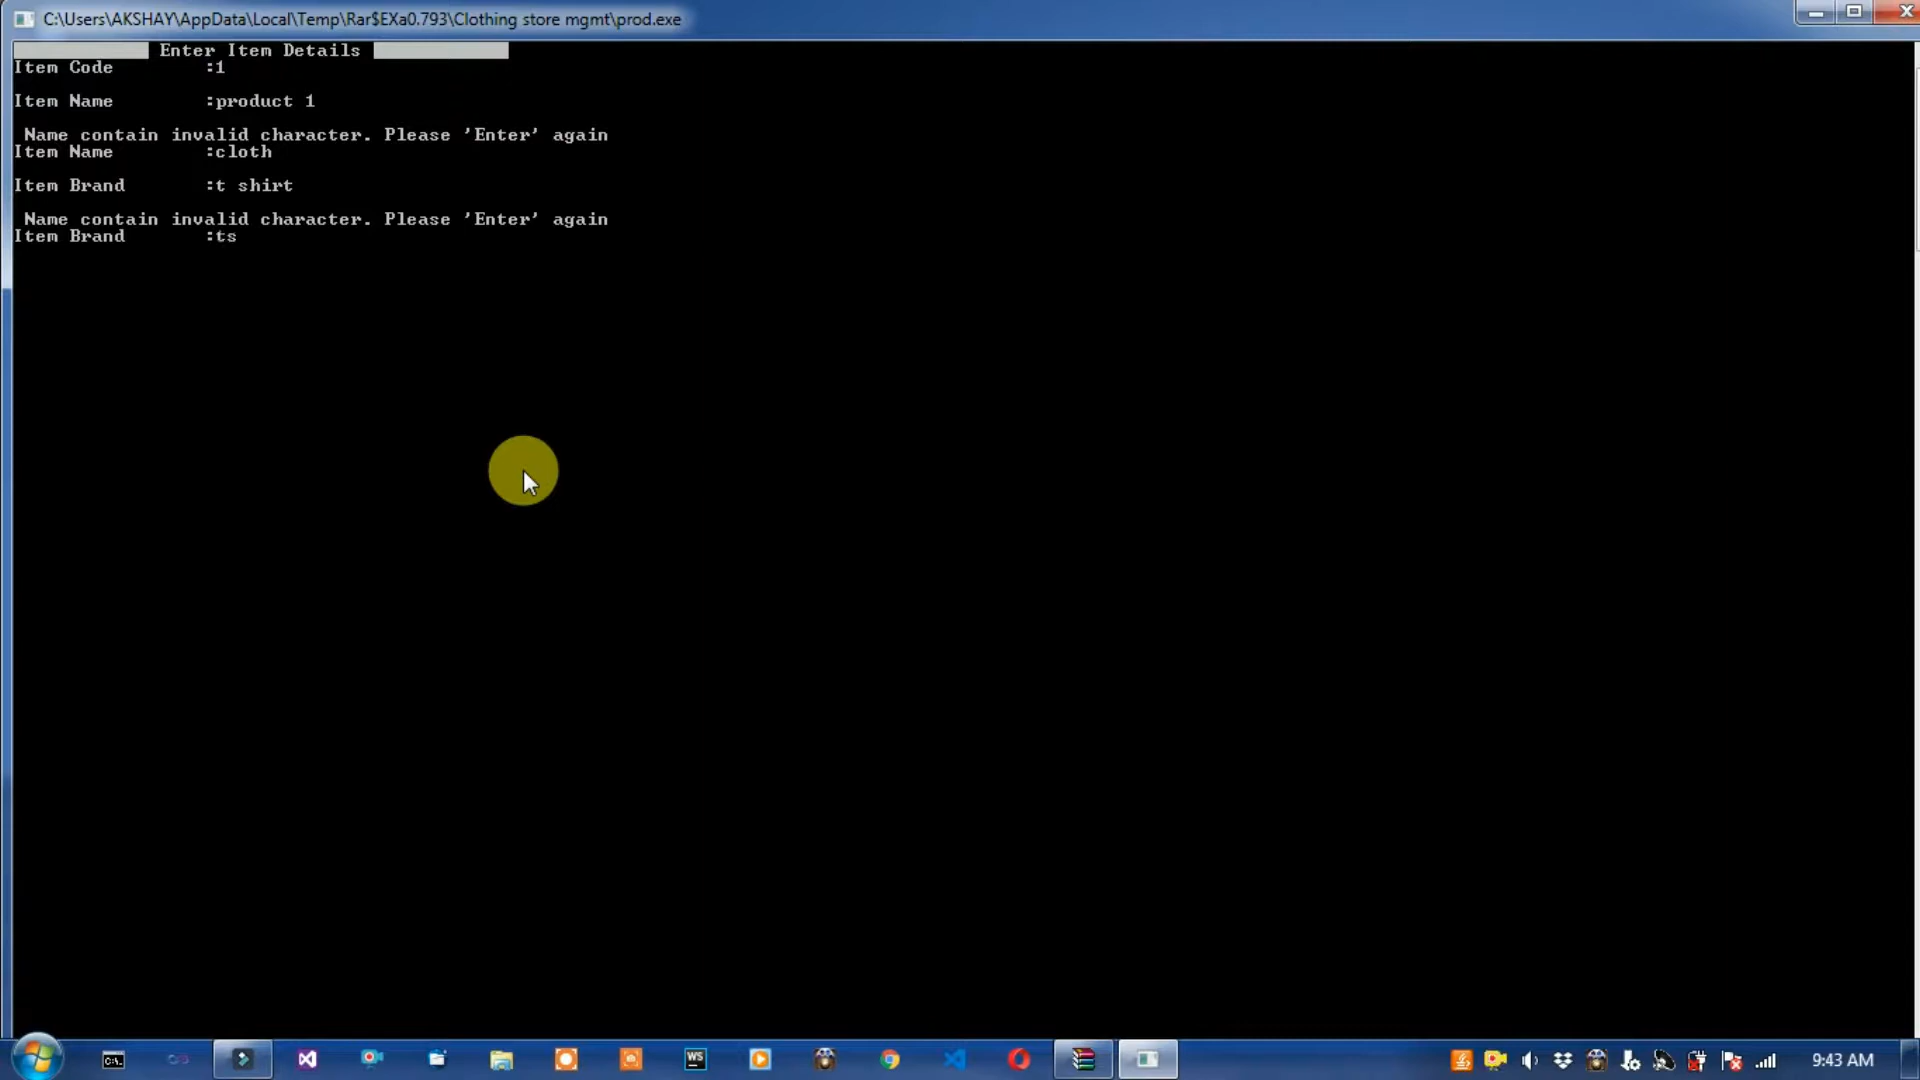 C:\Users\AKSHAY\AppData\Local\Temp\Rar$EXa0.793\Clothing store mgmt\prod.exe
Enter Item Details
Item Code :1
Item Name :product 1
Name contain invalid character. Please 'Enter' again
Item Name :cloth
Item Brand :t shirt
Name contain invalid character. Please 'Enter' again
Item Brand :ts
C:\.
WS
9:43 AM